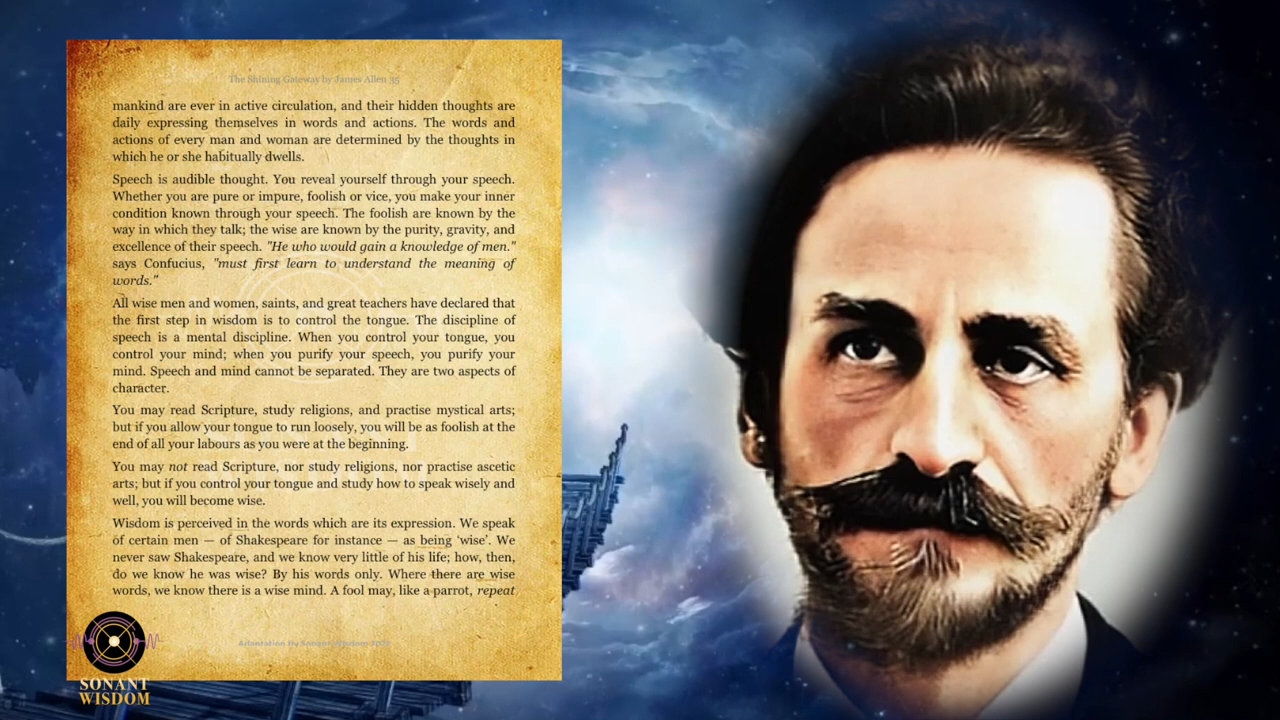 The Shining Gateway by James Allen 35
mankind are ever in active circulation, and their hidden thoughts are
daily expressing themselves in words and actions. The words and
actions of every man and woman are determined by the thoughts in
which he or she habitually dwells.
Speech is audible thought. You reveal yourself through your speech.
Whether you are pure or impure, foolish or vice, you make your inner
condition known through your speech. The foolish are known by the
way in which they talk; the wise are known by the purity, gravity, and
excellence of their speech. "He who would gain a knowledge of men."
says Confucius, "must first learn to understand the meaning of
words."
All wise men and women, saints, and great teachers have declared that
the first step in wisdom is to control the tongue. The discipline of
speech is a mental discipline. When you control your tongue, you
control your mind; when you purify your speech, you purify your
mind. Speech and mind cannot be separated. They are two aspects of
character.
You may read Scripture, study religions, and practise mystical arts;
but if you allow your tongue to run loosely, you will be as foolish at the
end of all your labours as you were at the beginning.
You may not read Scripture, nor study religions, nor practise ascetic
arts; but if you control your tongue and study how to speak wisely and
well, you will become wise.
Wisdom is perceived in the words which are its expression. We speak
of certain men — of Shakespeare for instance — as being ‘wise’. We
never saw Shakespeare, and we know very little of his life; how, then,
do we know he was wise? By his words only. Where there are wise
words, we know there is a wise mind. A fool may, like a parrot, repeat
Adaptation by Sonant Wisdom
SONANT
WISDOM